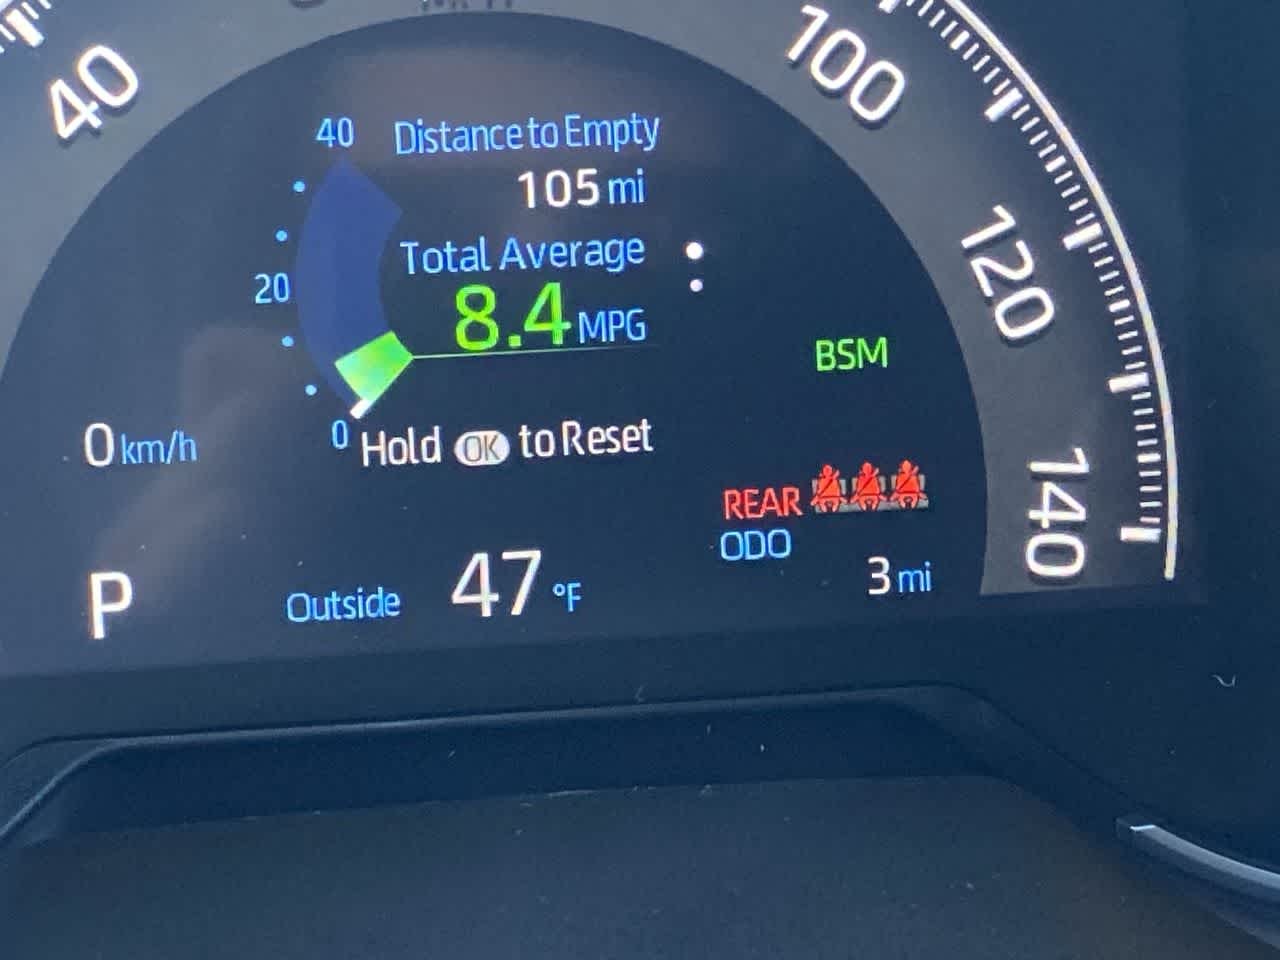 40
100
120
140
40
Distance to Empty
105 mi
Total Average
20
8.4 MPG
BSM
0 km/h
0
Hold OK to Reset
REAR
ODO
3 mi
P
Outside 47 °F